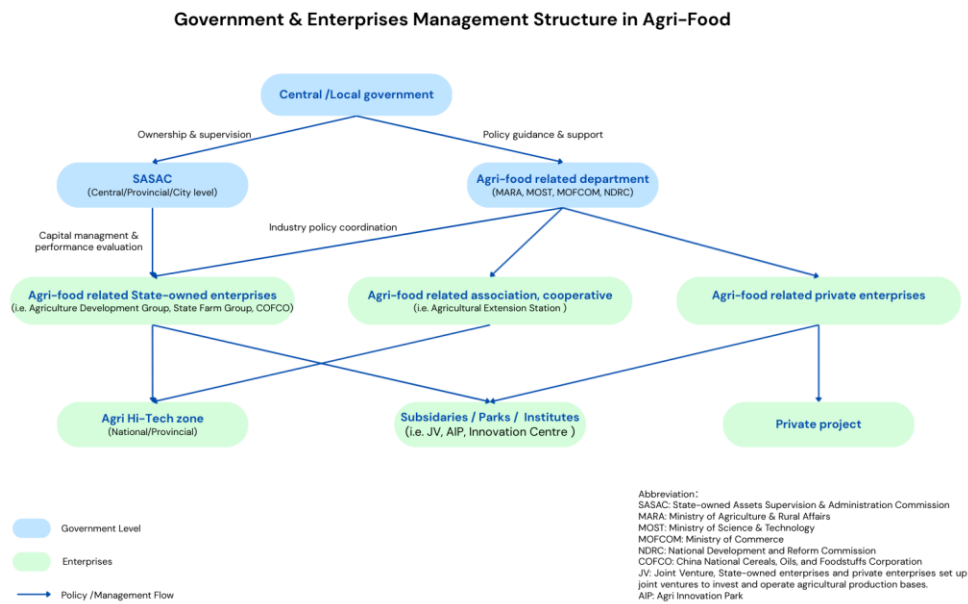 Government & Enterprises Management Structure in Agri-Food
Central /Local government
Ownership & supervision
Policy guidance & support
SASAC
(Central/Provincial/City level)
Agri-food related department
(MARA, MOST, MOFCOM, NDRC)
Capital managment &
performance evaluation
Industry policy coordination
Agri-food related State-owned enterprises
(i.e. Agriculture Development Group, State Farm Group, COFCO)
Agri-food related association, cooperative
(i.e. Agricultural Extension Station )
Agri-food related private enterprises
Agri Hi-Tech zone
(National/Provincial)
Subsidaries / Parks / Institutes
(i.e. JV, AIP, Innovation Centre )
Private project
Government Level
Enterprises
Policy /Management Flow
Abbreviation:
SASAC: State-owned Assets Supervision & Administration Commission
MARA: Ministry of Agriculture & Rural Affairs
MOST: Ministry of Science & Technology
MOFCOM: Ministry of Commerce
NDRC: National Development and Reform Commission
COFCO: China National Cereals, Oils, and Foodstuffs Corporation
JV: Joint Venture, State-owned enterprises and private enterprises set up
joint ventures to invest and operate agricultural production bases.
AIP: Agri Innovation Park